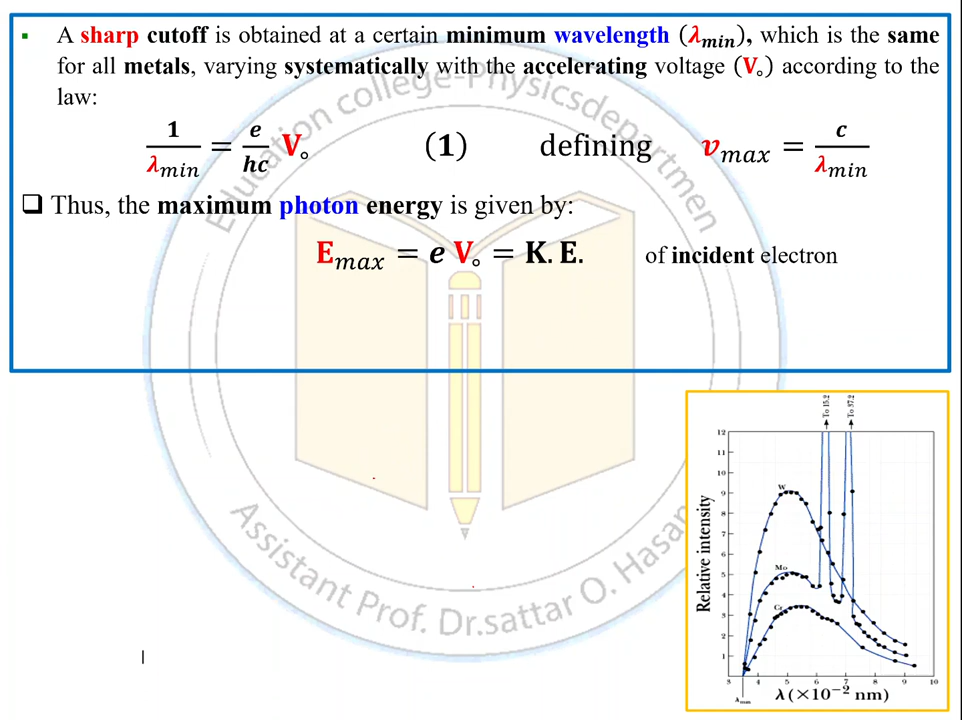 ▪ A sharp cutoff is obtained at a certain minimum wavelength (λ_min), which is the same
for all metals, varying systematically with the accelerating voltage (V∘) according to the
law:
1/λ_min = e/hc V∘ (1) defining υ_max = c/λ_min
❑ Thus, the maximum photon energy is given by:
E_max = e V∘ = K.E. of incident electron
Education college-Physicsdepartmen
Assistant Prof. Dr.sattar O. Hasan
To 15.2
To 37.2
12
11
10
9
8
7
6
5
4
3
2
1
Relative intensity
W
Mo
Cr
3 4 5 6 7 8 9 10
λ_min
λ (×10⁻² nm)